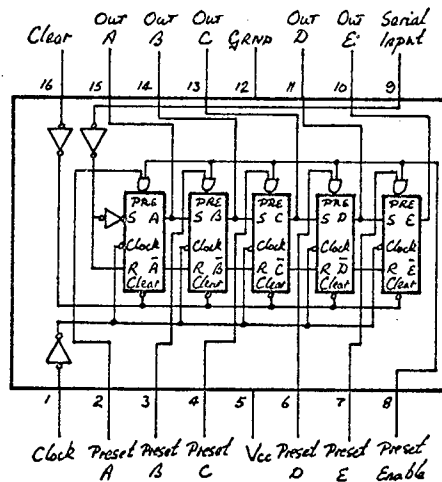 Out Out Out Out Out Serial
Clear A B C GRND D E Input
16 15 14 13 12 11 10 9
PRE PRE PRE PRE PRE
S A S B S C S D S E
Clock Clock Clock Clock Clock
R A̅ R B̅ R C̅ R D̅ R E̅
Clear Clear Clear Clear Clear
1 2 3 4 5 6 7 8
Clock Preset Preset Preset Vcc Preset Preset Preset
A B C D E Enable